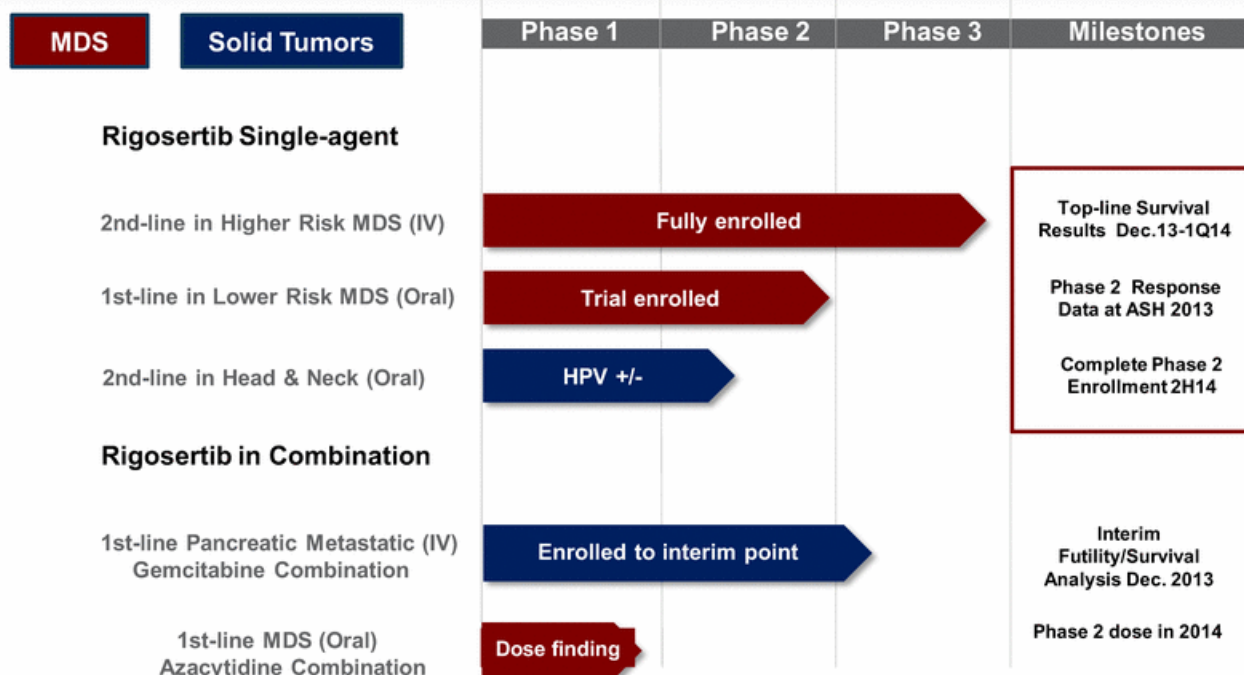 MDS
Solid Tumors
Phase 1
Phase 2
Phase 3
Milestones
Rigosertib Single-agent
2nd-line in Higher Risk MDS (IV)
Fully enrolled
Top-line Survival
Results Dec.13-1Q14
1st-line in Lower Risk MDS (Oral)
Trial enrolled
Phase 2 Response
Data at ASH 2013
2nd-line in Head & Neck (Oral)
HPV +/-
Complete Phase 2
Enrollment 2H14
Rigosertib in Combination
1st-line Pancreatic Metastatic (IV)
Gemcitabine Combination
Enrolled to interim point
Interim
Futility/Survival
Analysis Dec. 2013
1st-line MDS (Oral)
Azacytidine Combination
Dose finding
Phase 2 dose in 2014